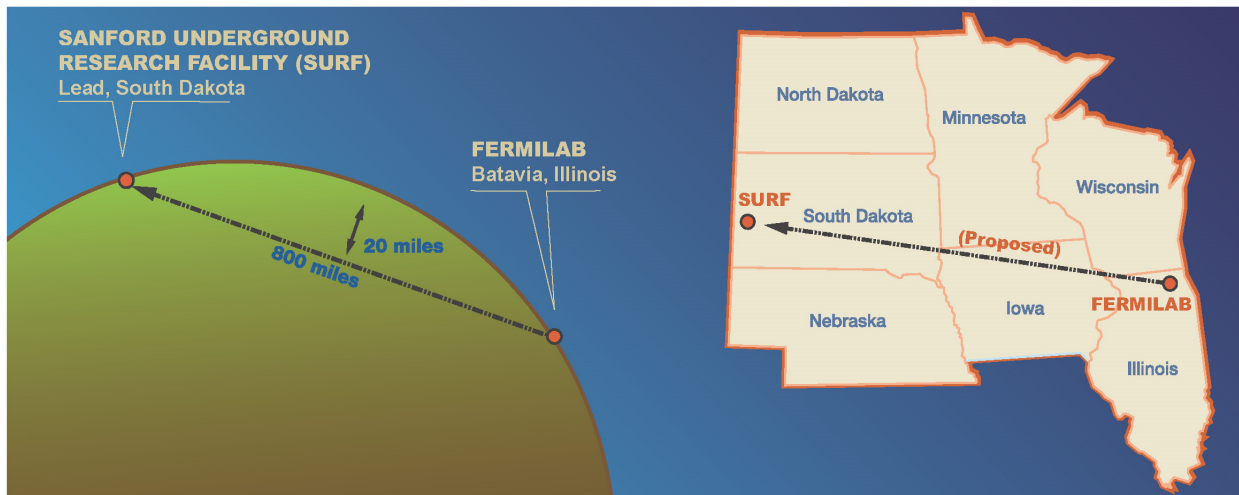 SANFORD UNDERGROUND
RESEARCH FACILITY (SURF)
Lead, South Dakota
FERMILAB
Batavia, Illinois
20 miles
800 miles
North Dakota
Minnesota
Wisconsin
SURF
South Dakota
(Proposed)
FERMILAB
Iowa
Nebraska
Illinois